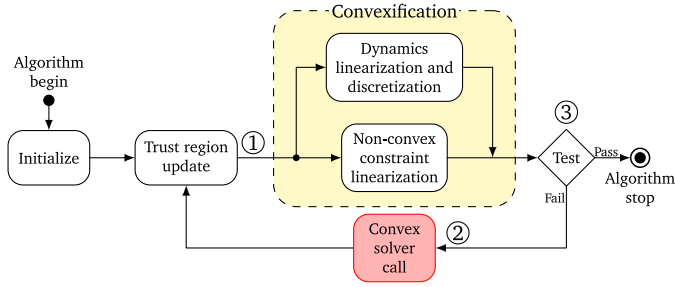 Convexification
Algorithm
begin
Dynamics
linearization and
discretization
Initialize
Trust region
update
①
Non-convex
constraint
linearization
③
Test
Pass
Fail
Algorithm
stop
Convex
solver
call
②